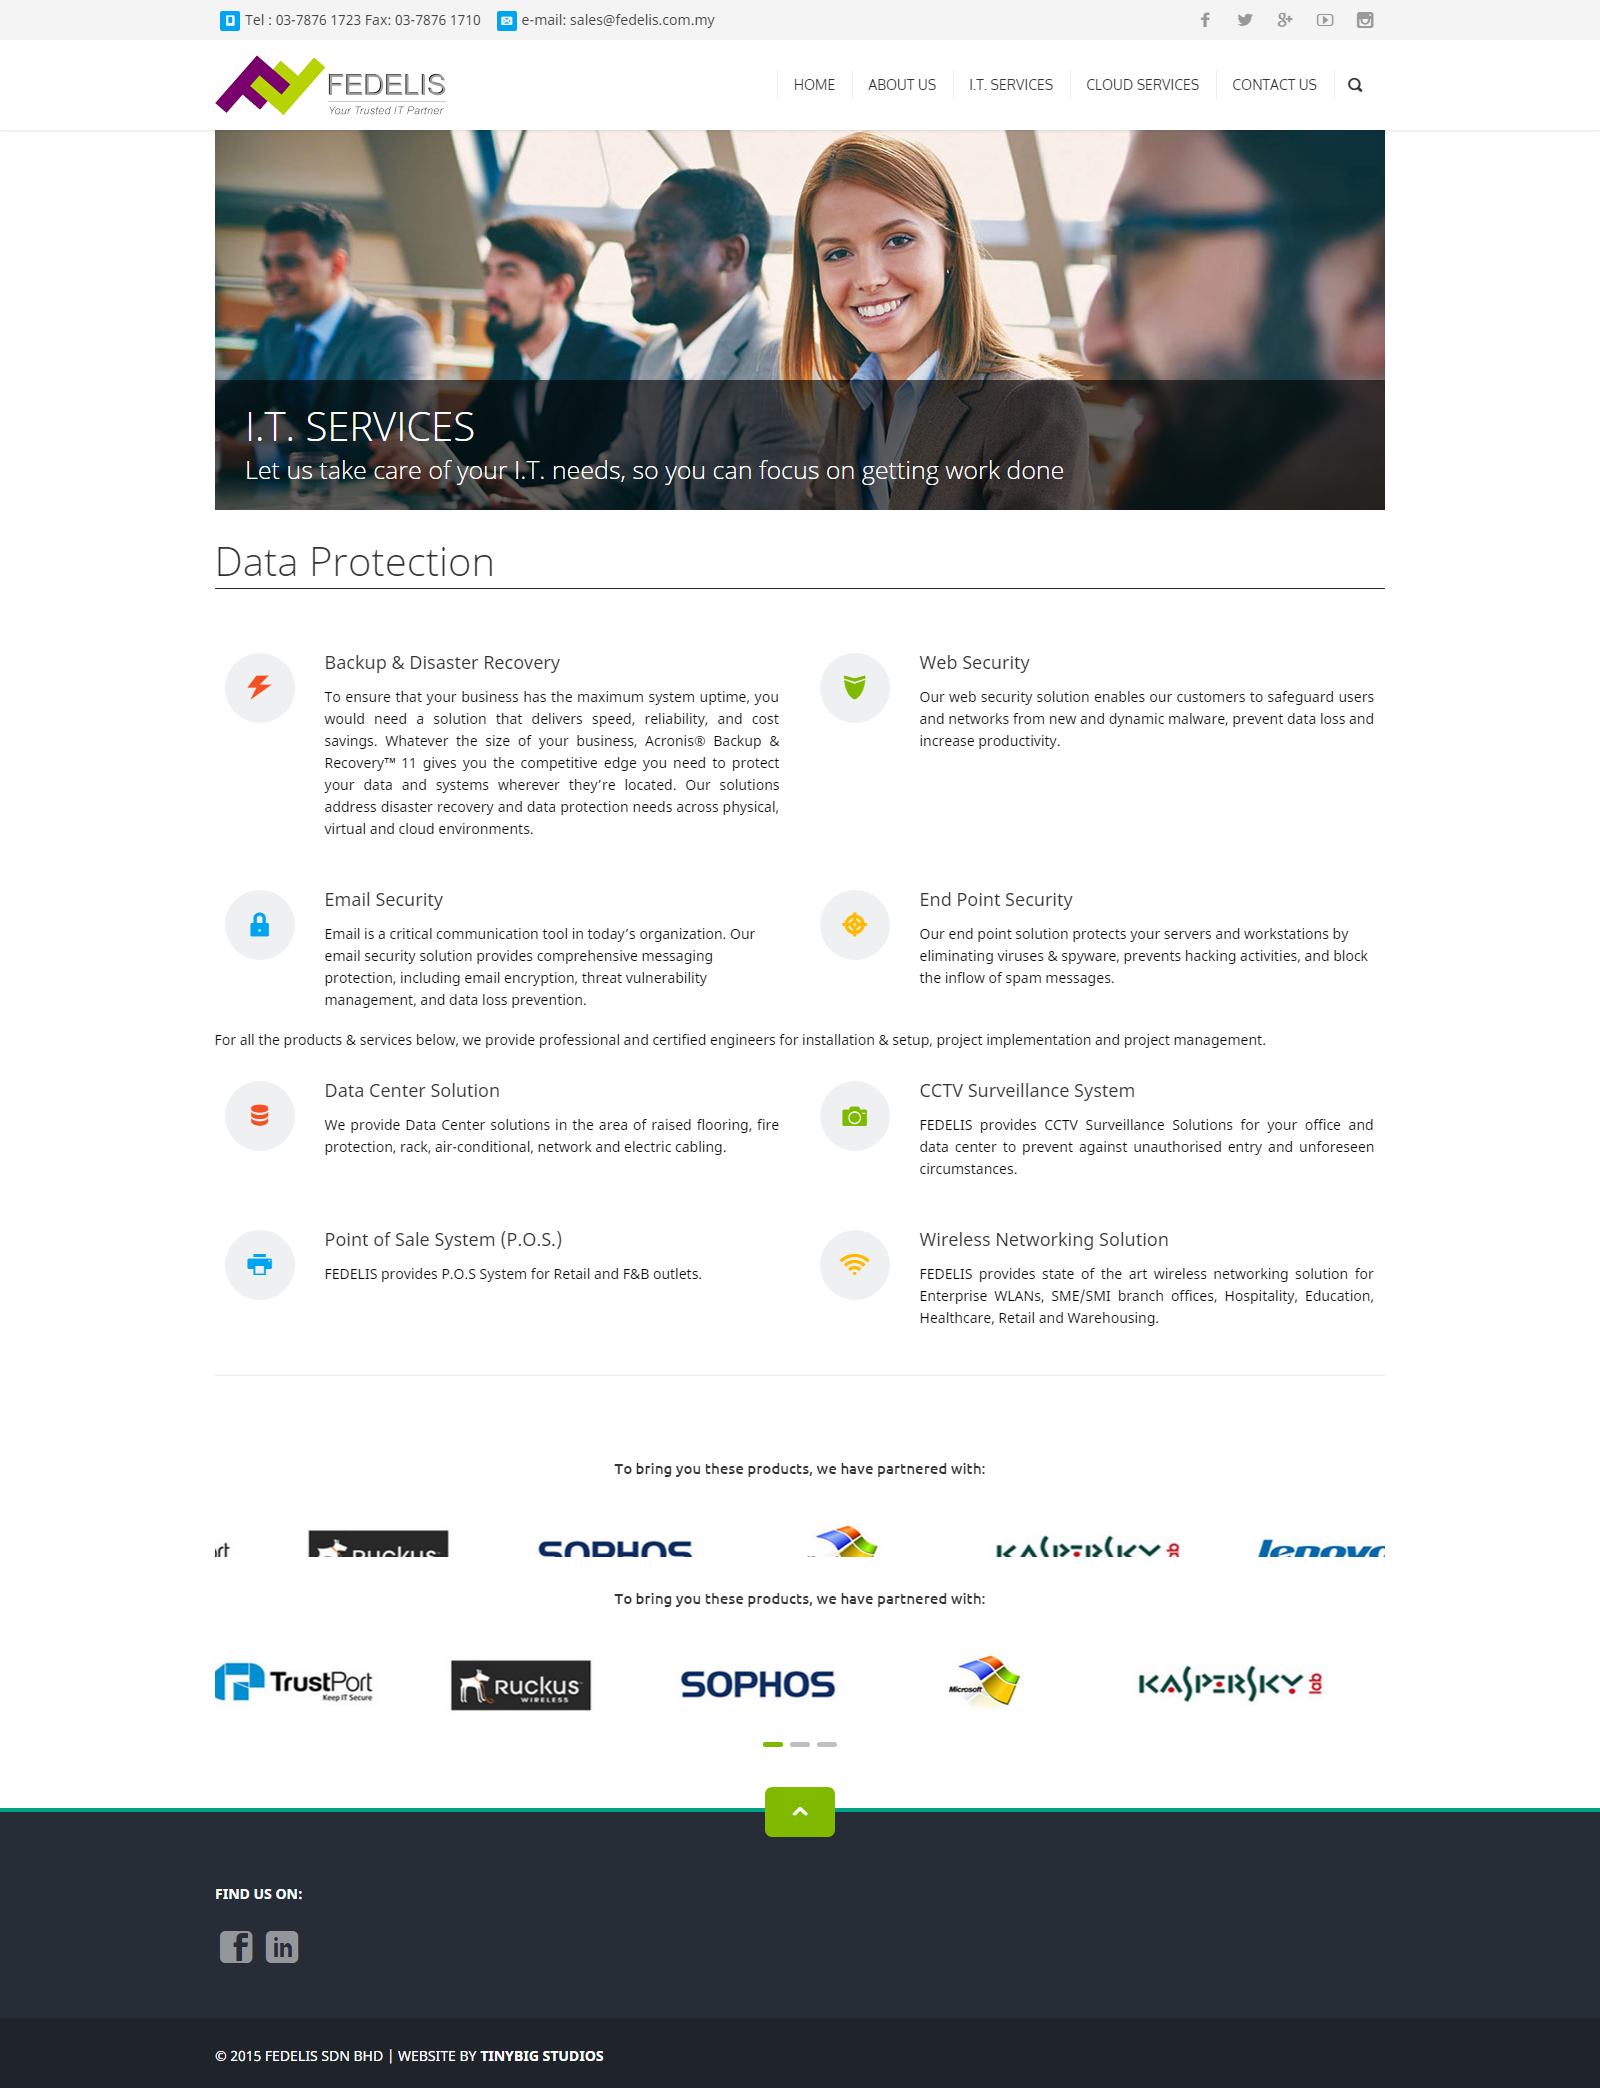 Tel : 03-7876 1723 Fax: 03-7876 1710 e-mail: sales@fedelis.com.my
FEDELIS
Your Trusted IT Partner
HOME ABOUT US I.T. SERVICES CLOUD SERVICES CONTACT US
I.T. SERVICES
Let us take care of your I.T. needs, so you can focus on getting work done
Data Protection
Backup & Disaster Recovery
To ensure that your business has the maximum system uptime, you
would need a solution that delivers speed, reliability, and cost
savings. Whatever the size of your business, Acronis® Backup &
Recovery™ 11 gives you the competitive edge you need to protect
your data and systems wherever they’re located. Our solutions
address disaster recovery and data protection needs across physical,
virtual and cloud environments.
Web Security
Our web security solution enables our customers to safeguard users
and networks from new and dynamic malware, prevent data loss and
increase productivity.
Email Security
Email is a critical communication tool in today’s organization. Our
email security solution provides comprehensive messaging
protection, including email encryption, threat vulnerability
management, and data loss prevention.
End Point Security
Our end point solution protects your servers and workstations by
eliminating viruses & spyware, prevents hacking activities, and block
the inflow of spam messages.
For all the products & services below, we provide professional and certified engineers for installation & setup, project implementation and project management.
Data Center Solution
We provide Data Center solutions in the area of raised flooring, fire
protection, rack, air-conditional, network and electric cabling.
CCTV Surveillance System
FEDELIS provides CCTV Surveillance Solutions for your office and
data center to prevent against unauthorised entry and unforeseen
circumstances.
Point of Sale System (P.O.S.)
FEDELIS provides P.O.S System for Retail and F&B outlets.
Wireless Networking Solution
FEDELIS provides state of the art wireless networking solution for
Enterprise WLANs, SME/SMI branch offices, Hospitality, Education,
Healthcare, Retail and Warehousing.
To bring you these products, we have partnered with:
ort RUCKUS SOPHOS KASPERSKY lab lenovo
To bring you these products, we have partnered with:
TrustPort
Keep IT Secure
RUCKUS
WIRELESS
SOPHOS
Microsoft
KASPERSKY lab
FIND US ON:
© 2015 FEDELIS SDN BHD | WEBSITE BY TINYBIG STUDIOS